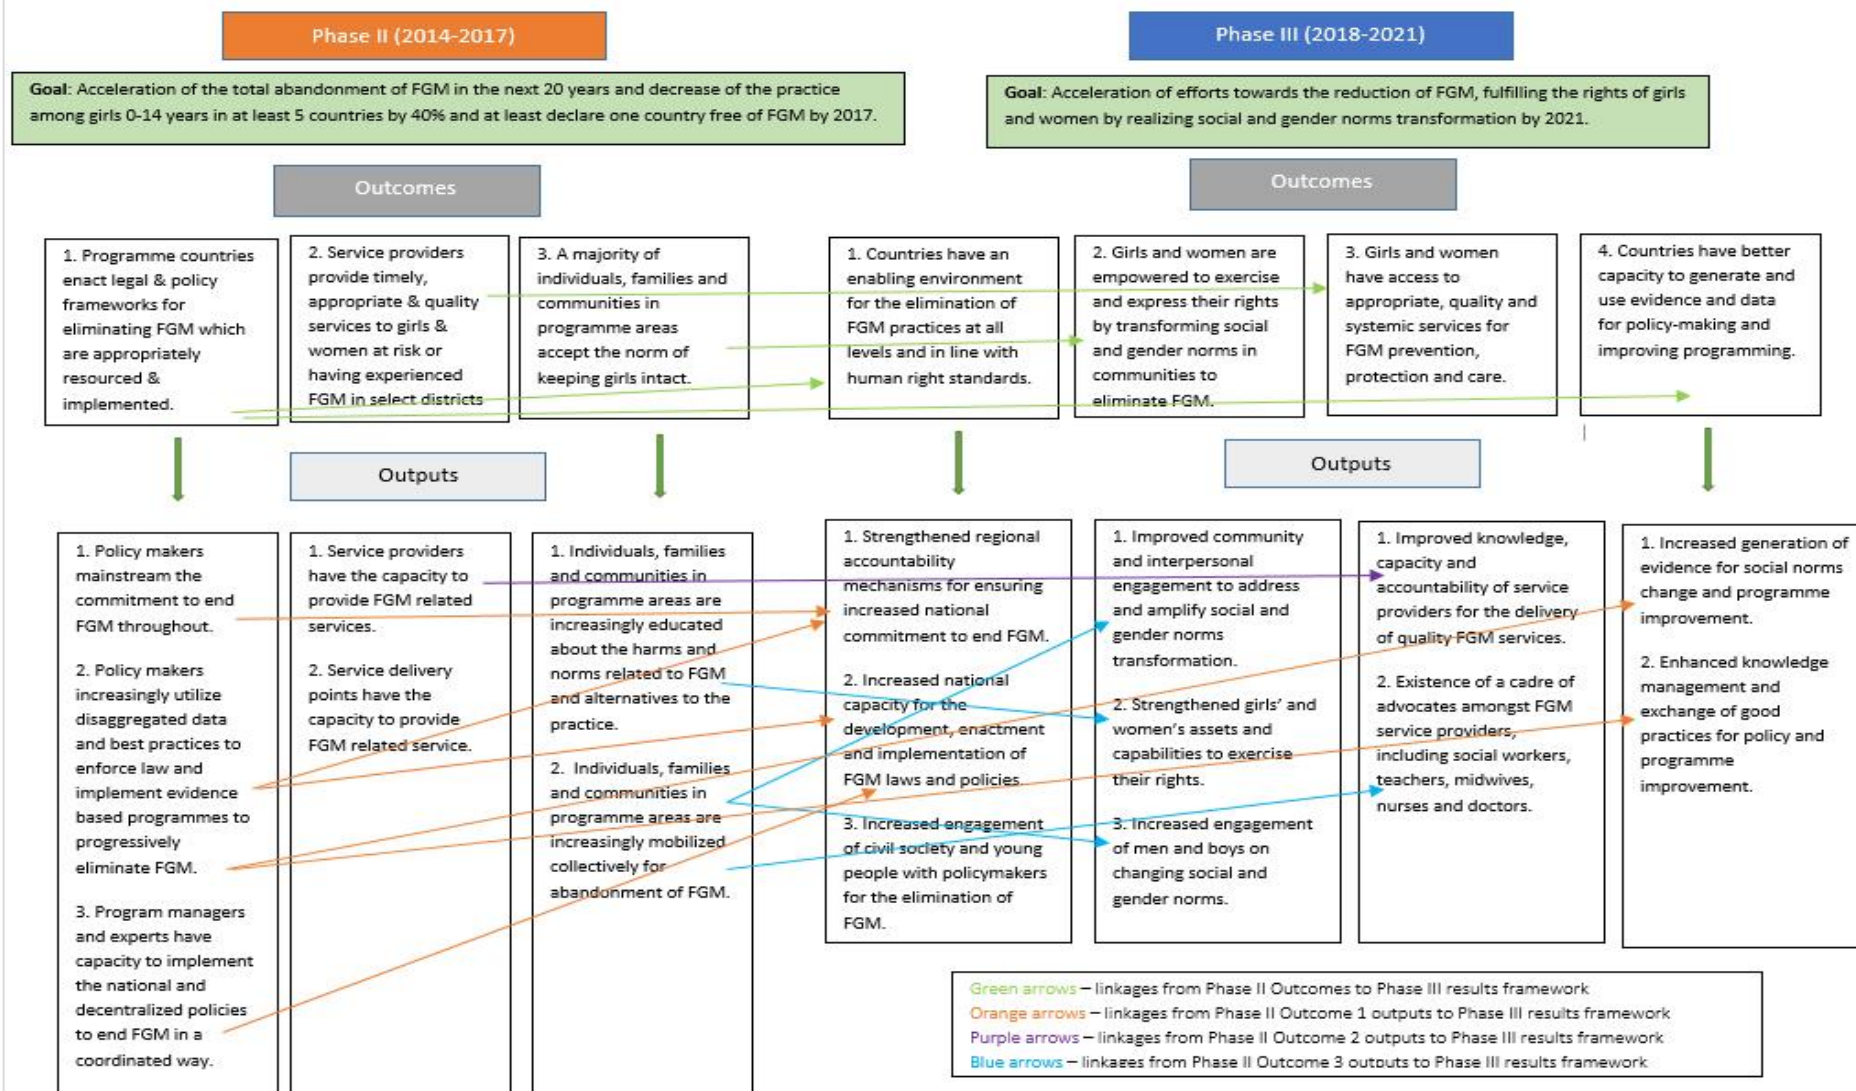 Phase II (2014-2017)
Phase III (2018-2021)
Goal: Acceleration of the total abandonment of FGM in the next 20 years and decrease of the practice
among girls 0-14 years in at least 5 countries by 40% and at least declare one country free of FGM by 2017.
Goal: Acceleration of efforts towards the reduction of FGM, fulfilling the rights of girls
and women by realizing social and gender norms transformation by 2021.
Outcomes
Outcomes
1. Programme countries
enact legal & policy
frameworks for
eliminating FGM which
are appropriately
resourced &
implemented.
2. Service providers
provide timely,
appropriate & quality
services to girls &
women at risk or
having experienced
FGM in select districts
3. A majority of
individuals, families and
communities in
programme areas
accept the norm of
keeping girls intact.
1. Countries have an
enabling environment
for the elimination of
FGM practices at all
levels and in line with
human right standards.
2. Girls and women are
empowered to exercise
and express their rights
by transforming social
and gender norms in
communities to
eliminate FGM.
3. Girls and women
have access to
appropriate, quality and
systemic services for
FGM prevention,
protection and care.
4. Countries have better
capacity to generate and
use evidence and data
for policy-making and
improving programming.
Outputs
Outputs
1. Policy makers
mainstream the
commitment to end
FGM throughout.
2. Policy makers
increasingly utilize
disaggregated data
and best practices to
enforce law and
implement evidence
based programmes to
progressively
eliminate FGM.
3. Program managers
and experts have
capacity to implement
the national and
decentralized policies
to end FGM in a
coordinated way.
1. Service providers
have the capacity to
provide FGM related
services.
2. Service delivery
points have the
capacity to provide
FGM related service.
1. Individuals, families
and communities in
programme areas are
increasingly educated
about the harms and
norms related to FGM
and alternatives to the
practice.
2. Individuals, families
and communities in
programme areas are
increasingly mobilized
collectively for
abandonment of FGM.
1. Strengthened regional
accountability
mechanisms for ensuring
increased national
commitment to end FGM.
2. Increased national
capacity for the
development, enactment
and implementation of
FGM laws and policies.
3. Increased engagement
of civil society and young
people with policymakers
for the elimination of
FGM.
1. Improved community
and interpersonal
engagement to address
and amplify social and
gender norms
transformation.
2. Strengthened girls' and
women's assets and
capabilities to exercise
their rights.
3. Increased engagement
of men and boys on
changing social and
gender norms.
1. Improved knowledge,
capacity and
accountability of service
providers for the delivery
of quality FGM services.
2. Existence of a cadre of
advocates amongst FGM
service providers,
including social workers,
teachers, midwives,
nurses and doctors.
1. Increased generation of
evidence for social norms
change and programme
improvement.
2. Enhanced knowledge
management and
exchange of good
practices for policy and
programme
improvement.
Green arrows – linkages from Phase II Outcomes to Phase III results framework
Orange arrows – linkages from Phase II Outcome 1 outputs to Phase III results framework
Purple arrows – linkages from Phase II Outcome 2 outputs to Phase III results framework
Blue arrows – linkages from Phase II Outcome 3 outputs to Phase III results framework